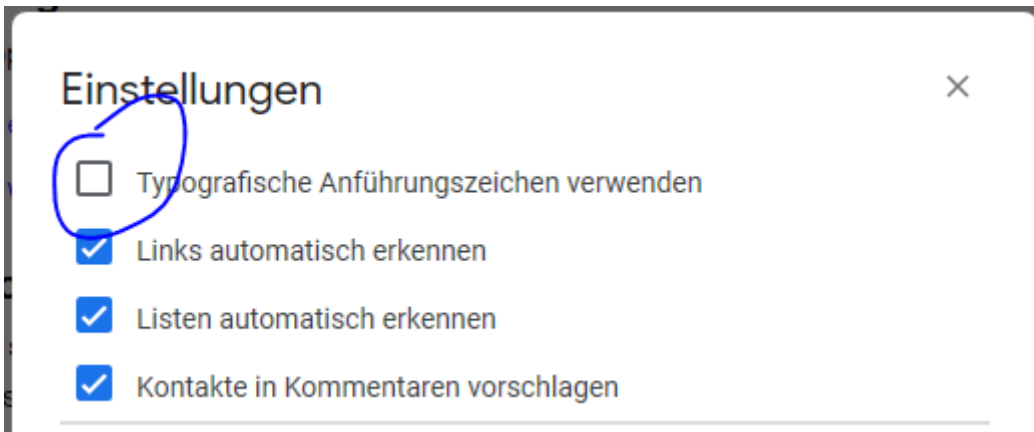 Einstellungen
Typografische Anführungszeichen verwenden
Links automatisch erkennen
Listen automatisch erkennen
Kontakte in Kommentaren vorschlagen